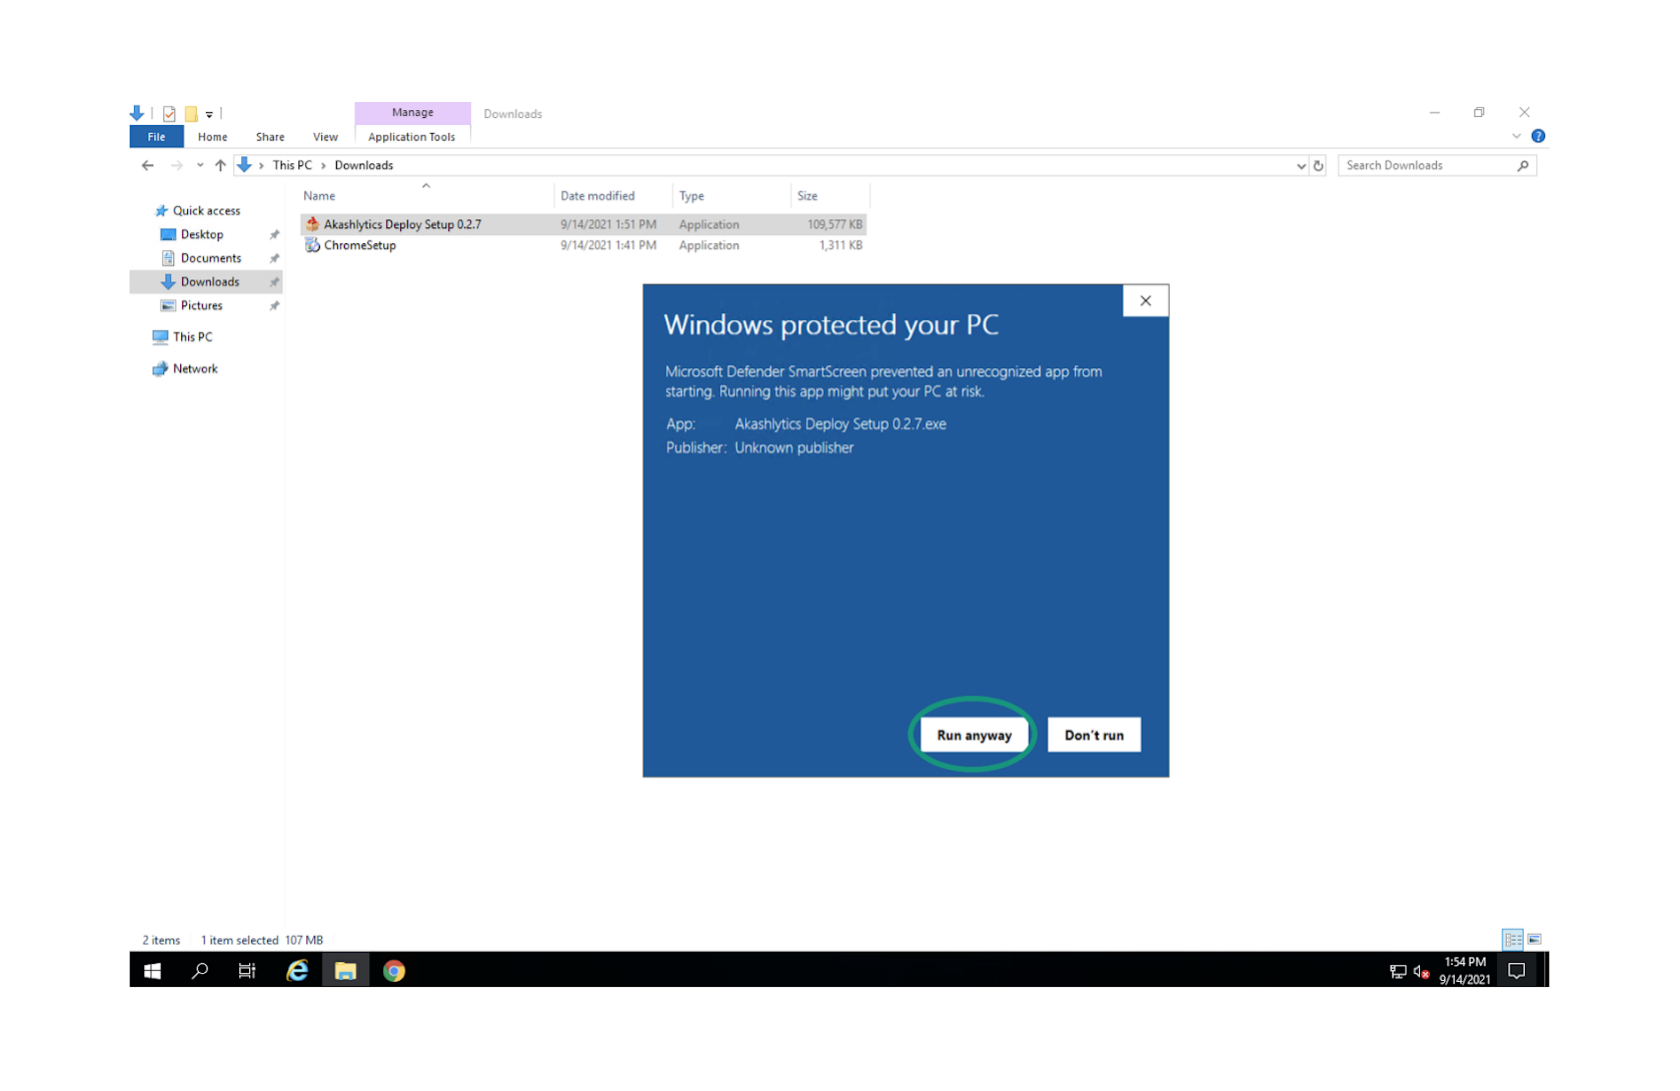 Manage Downloads
File Home Share View Application Tools
This PC > Downloads Search Downloads
Name Date modified Type Size
Quick access
Desktop
Documents
Downloads
Pictures
This PC
Network
Akashlytics Deploy Setup 0.2.7 9/14/2021 1:51 PM Application 109,577 KB
ChromeSetup 9/14/2021 1:41 PM Application 1,311 KB
Windows protected your PC
Microsoft Defender SmartScreen prevented an unrecognized app from
starting. Running this app might put your PC at risk.
App: Akashlytics Deploy Setup 0.2.7.exe
Publisher: Unknown publisher
Run anyway Don't run
2 items 1 item selected 107 MB
1:54 PM
9/14/2021